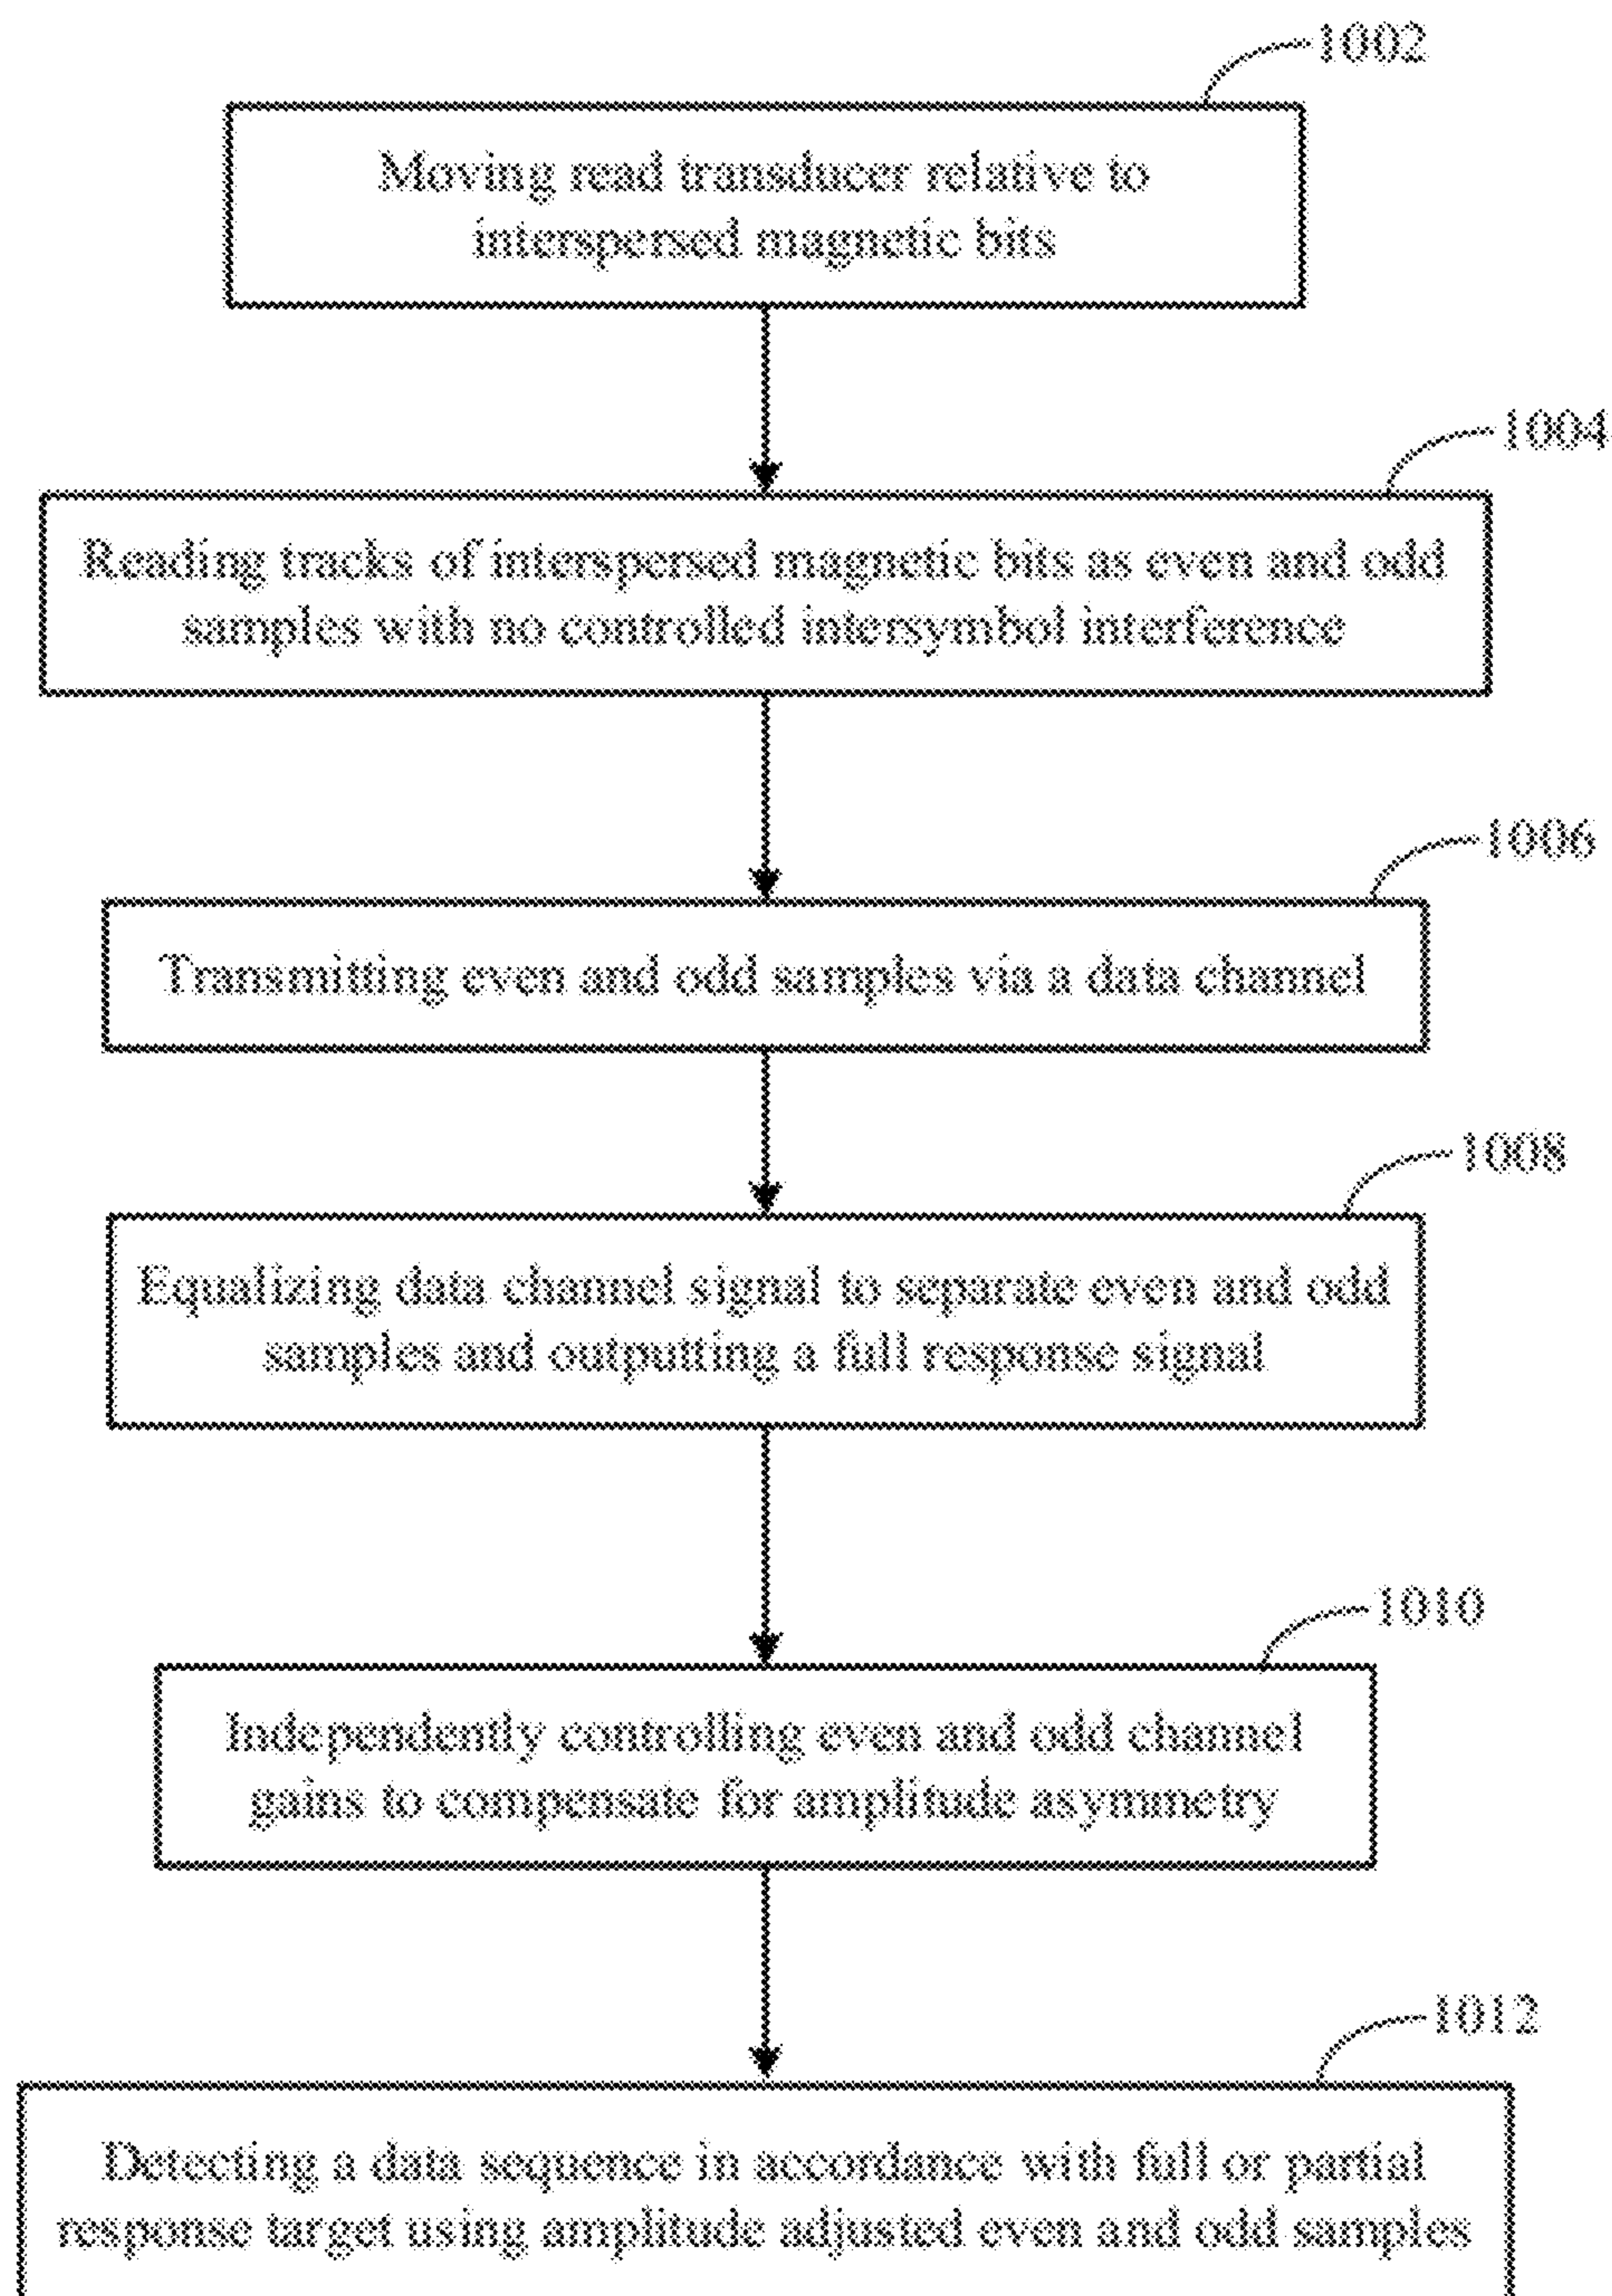 1002
Moving read transducer relative to
interspersed magnetic bits
1004
Reading tracks of interspersed magnetic bits as even and odd
samples with no controlled intersymbol interference
1006
Transmitting even and odd samples via a data channel
1008
Equalizing data channel signal to separate even and odd
samples and outputting a full response signal
1010
Independently controlling even and odd channel
gains to compensate for amplitude asymmetry
1012
Detecting a data sequence in accordance with full or partial
response target using amplitude adjusted even and odd samples